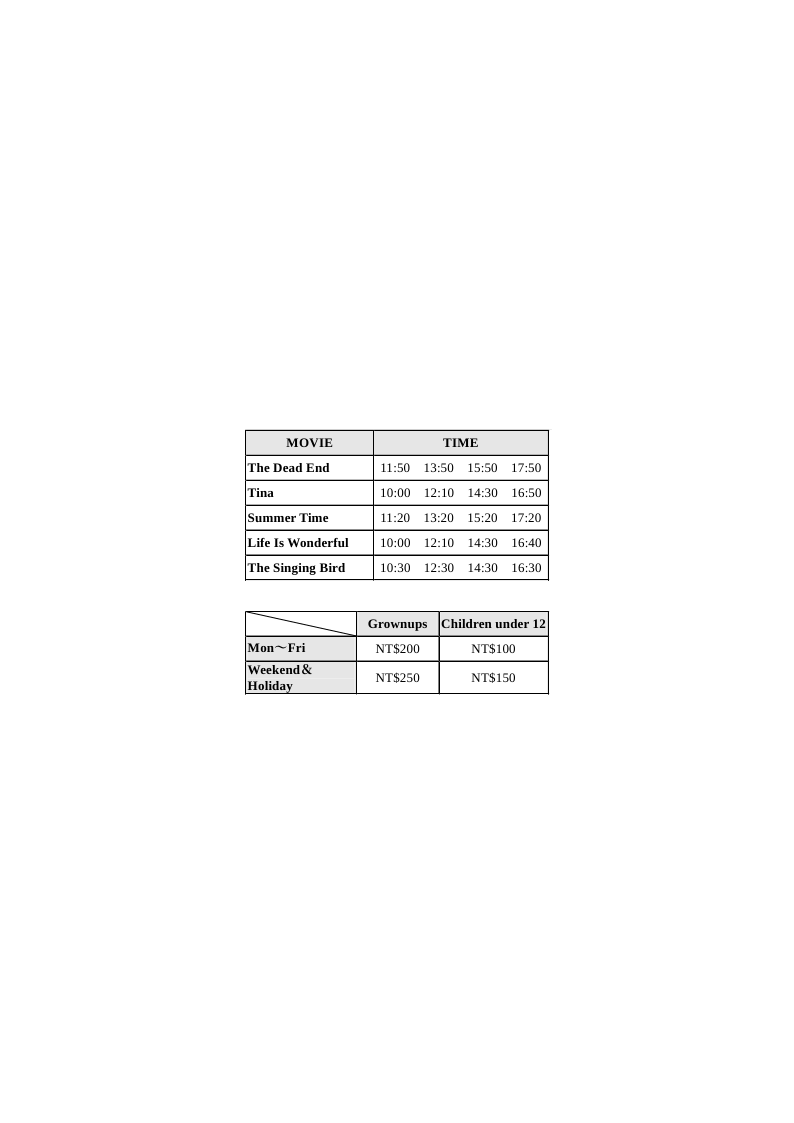 MOVIE TIME
The Dead End 11:50 13:50 15:50 17:50
Tina 10:00 12:10 14:30 16:50
Summer Time 11:20 13:20 15:20 17:20
Life Is Wonderful 10:00 12:10 14:30 16:40
The Singing Bird 10:30 12:30 14:30 16:30
Grownups Children under 12
Mon～Fri NT$200 NT$100
Weekend＆
Holiday NT$250 NT$150